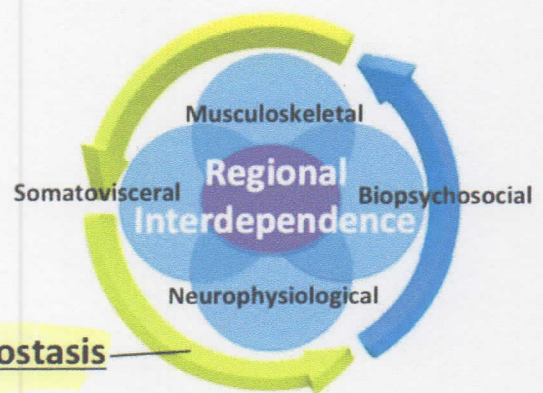 Musculoskeletal
Somatovisceral
Regional
Interdependence
Biopsychosocial
Neurophysiological
ostasis